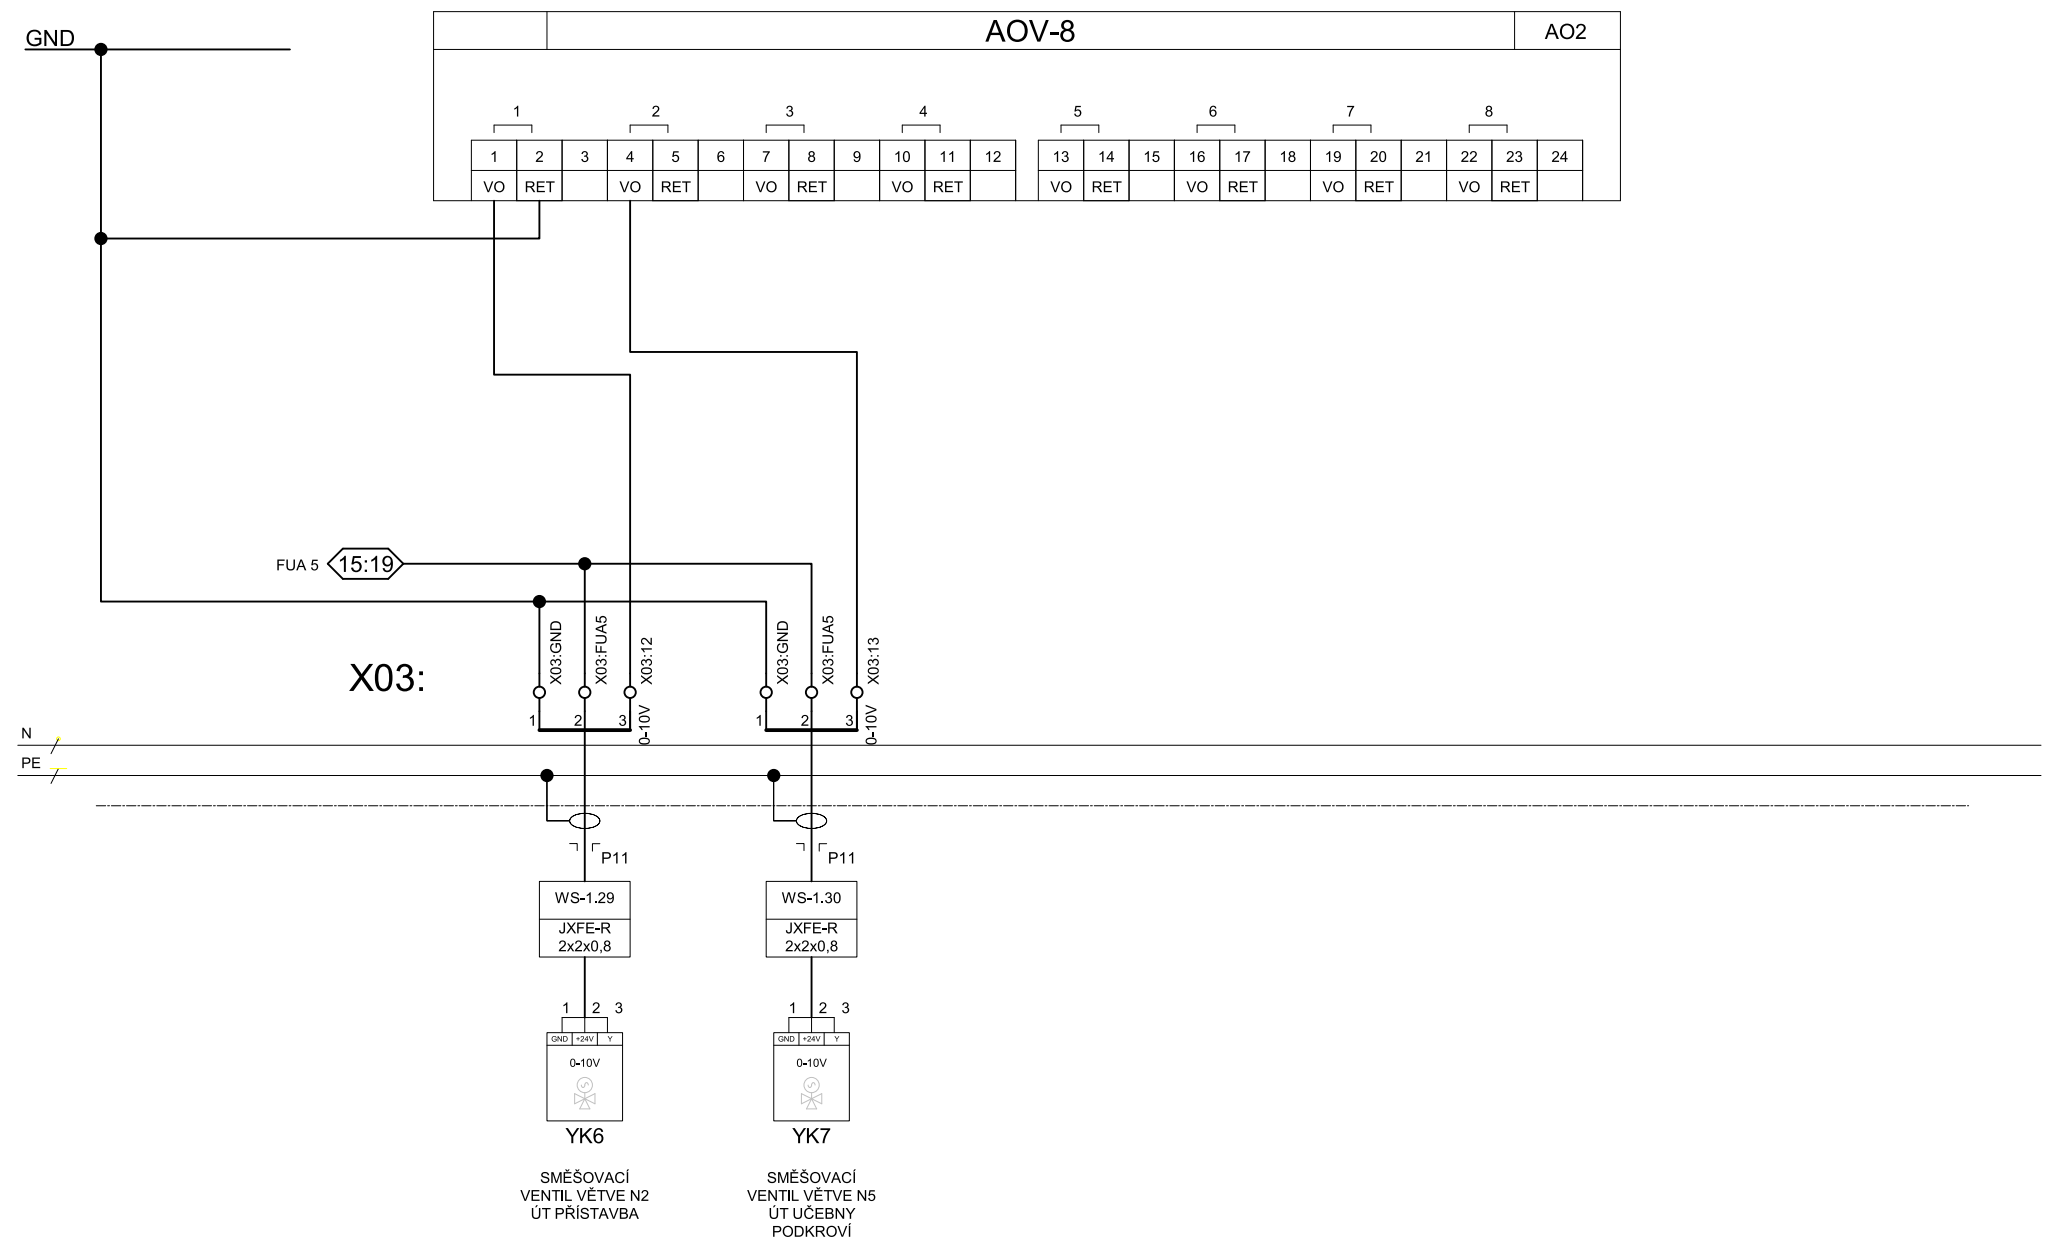 GND
AOV-8
AO2
1 2 3 4 5 6 7 8
1 2 3 4 5 6 7 8 9 10 11 12 13 14 15 16 17 18 19 20 21 22 23 24
VO RET VO RET VO RET VO RET VO RET VO RET VO RET VO RET
FUA 5 15:19
X03:
X03:GND
X03:FUA5
X03:12
X03:GND
X03:FUA5
X03:13
1 2 3 0-10V
1 2 3 0-10V
N
PE
P11
P11
WS-1.29
JXFE-R
2x2x0,8
WS-1.30
JXFE-R
2x2x0,8
1 2 3
GND +24V Y
0-10V
YK6
SMĚŠOVACÍ
VENTIL VĚTVE N2
ÚT PŘÍSTAVBA
1 2 3
GND +24V Y
0-10V
YK7
SMĚŠOVACÍ
VENTIL VĚTVE N5
ÚT UČEBNY
PODKROVÍ